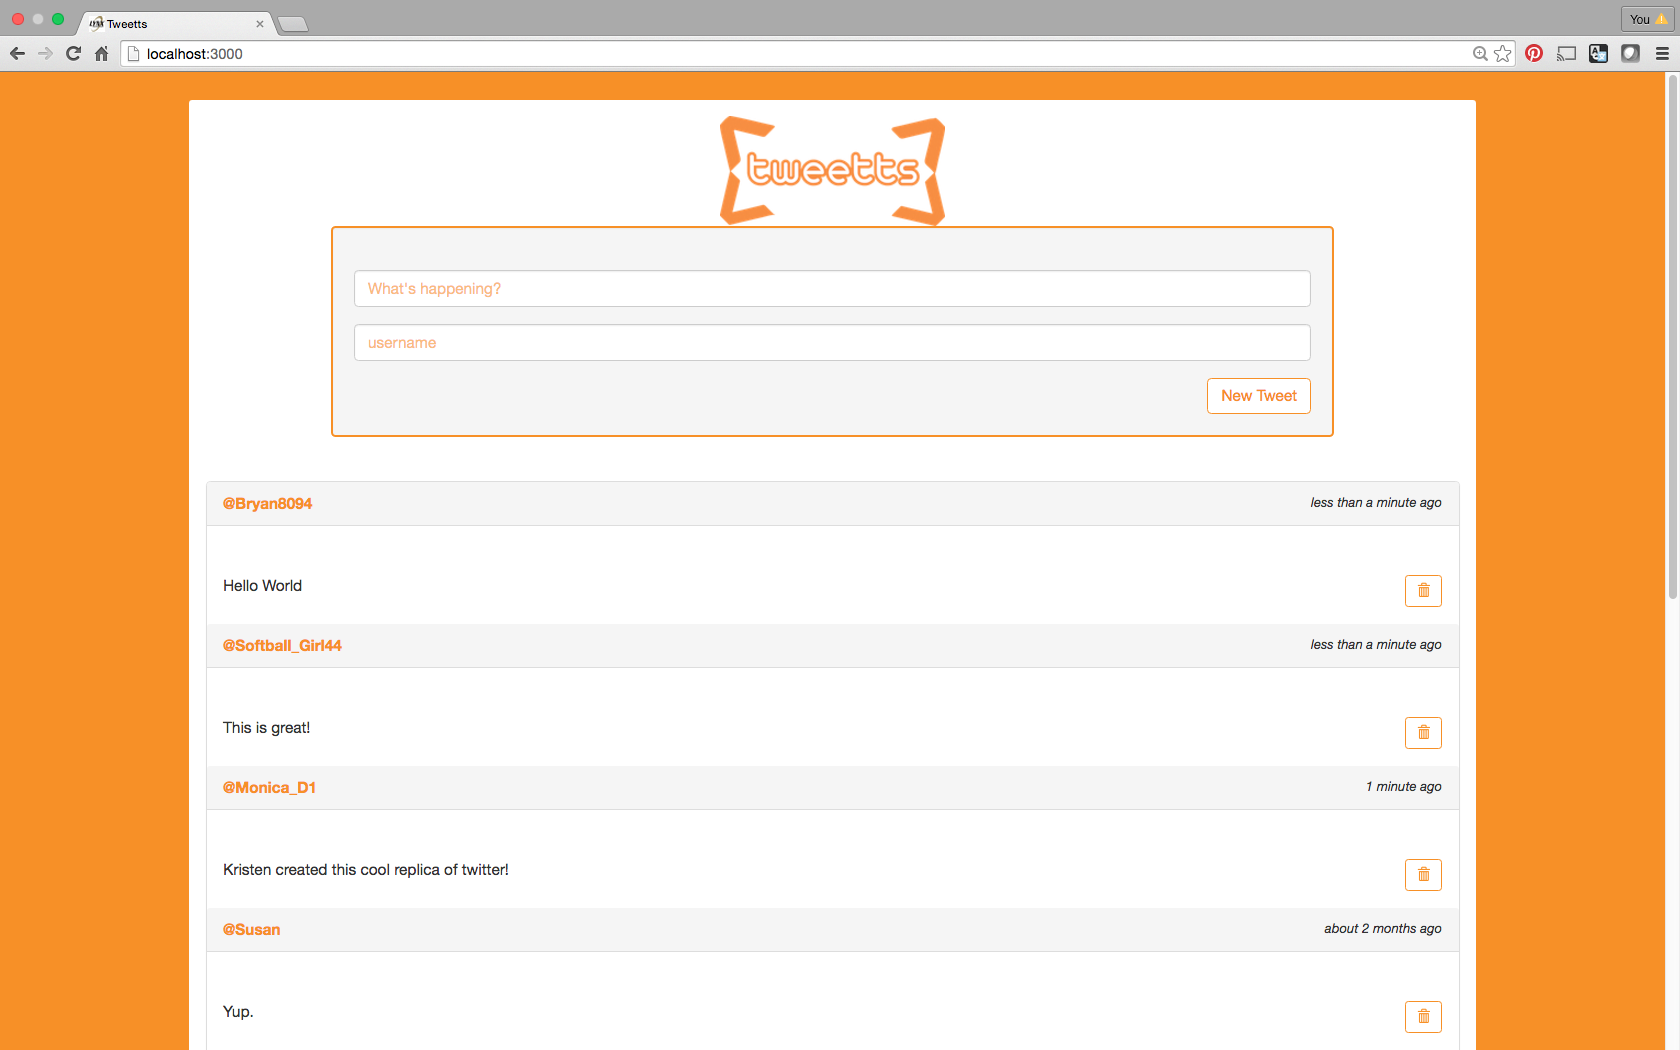 LYNX Tweetts
You
localhost:3000
tweetts
What's happening?
username
New Tweet
@Bryan8094 less than a minute ago
Hello World
@Softball_Girl44 less than a minute ago
This is great!
@Monica_D1 1 minute ago
Kristen created this cool replica of twitter!
@Susan about 2 months ago
Yup.